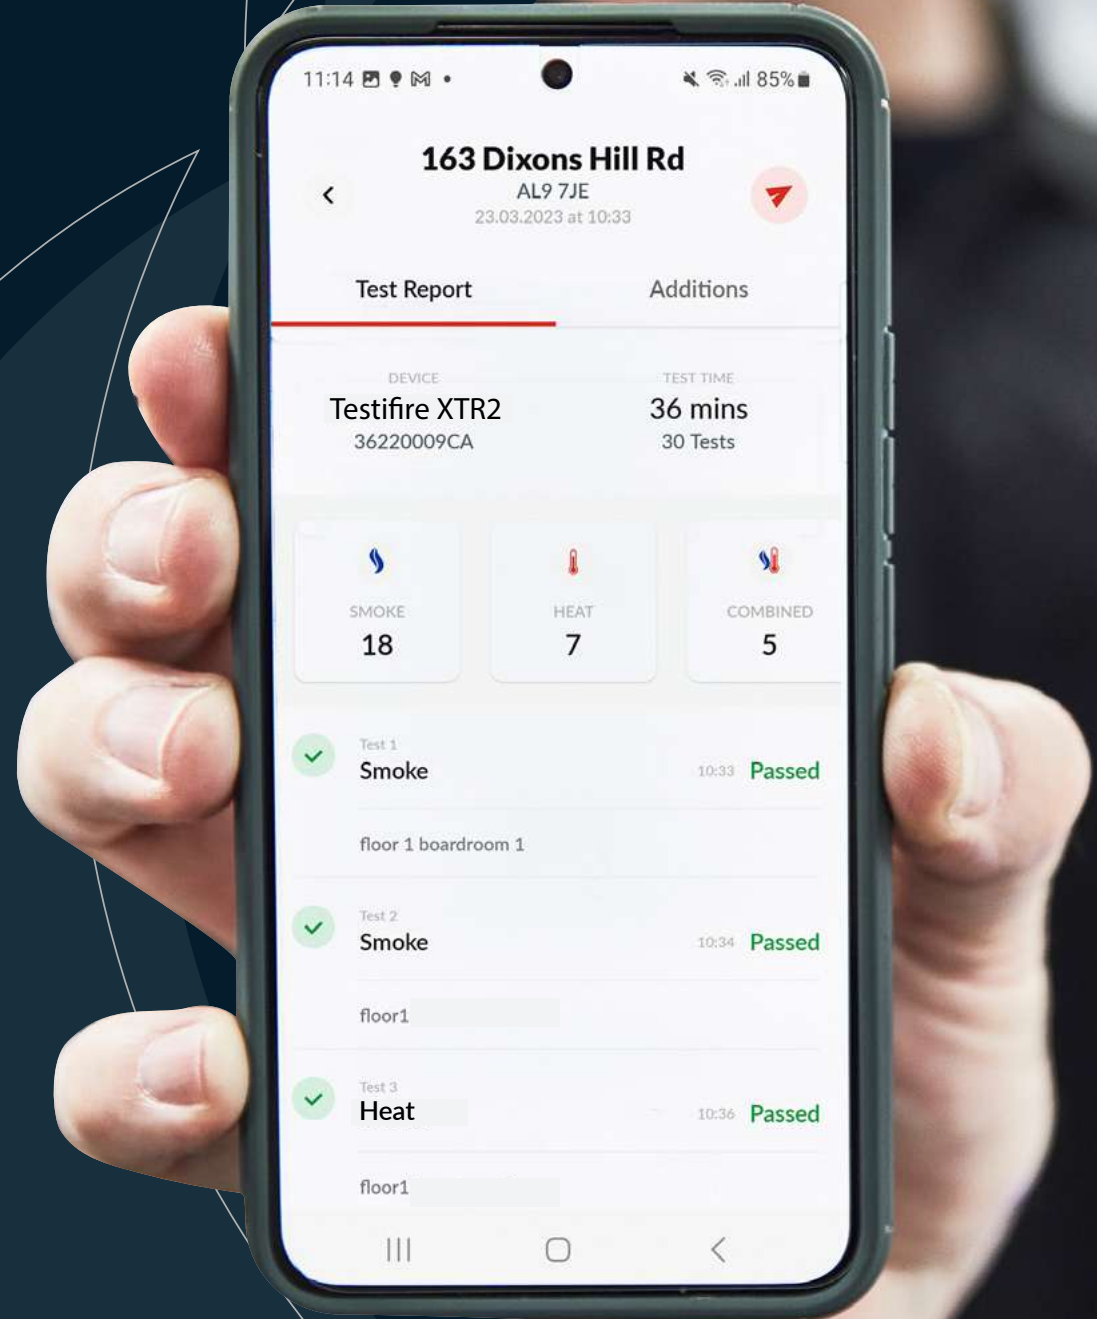 11:14 85%
163 Dixons Hill Rd
AL9 7JE
23.03.2023 at 10:33
Test Report Additions
DEVICE TEST TIME
Testifire XTR2 36 mins
36220009CA 30 Tests
SMOKE HEAT COMBINED
18 7 5
Test 1
Smoke 10:33 Passed
floor 1 boardroom 1
Test 2
Smoke 10:34 Passed
floor1
Test 3
Heat 10:36 Passed
floor1